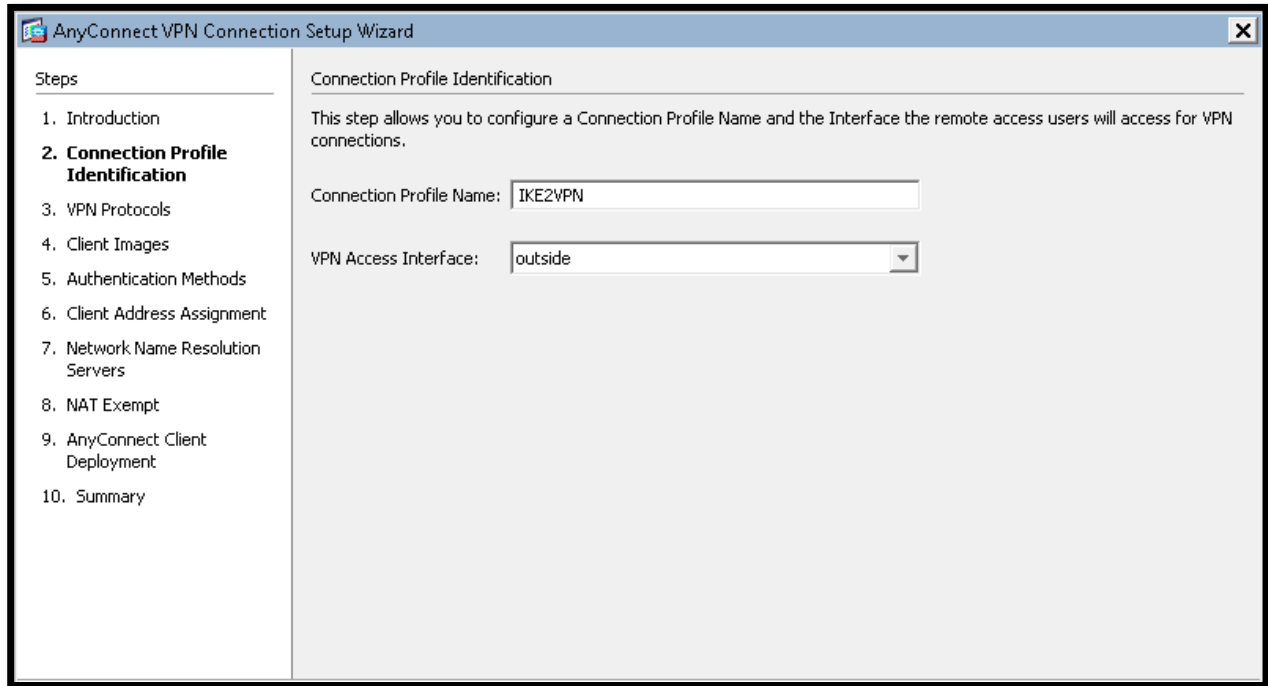 AnyConnect VPN Connection Setup Wizard
Steps
1. Introduction
2. Connection Profile
Identification
3. VPN Protocols
4. Client Images
5. Authentication Methods
6. Client Address Assignment
7. Network Name Resolution
Servers
8. NAT Exempt
9. AnyConnect Client
Deployment
10. Summary
Connection Profile Identification
This step allows you to configure a Connection Profile Name and the Interface the remote access users will access for VPN
connections.
Connection Profile Name: IKE2VPN
VPN Access Interface: outside